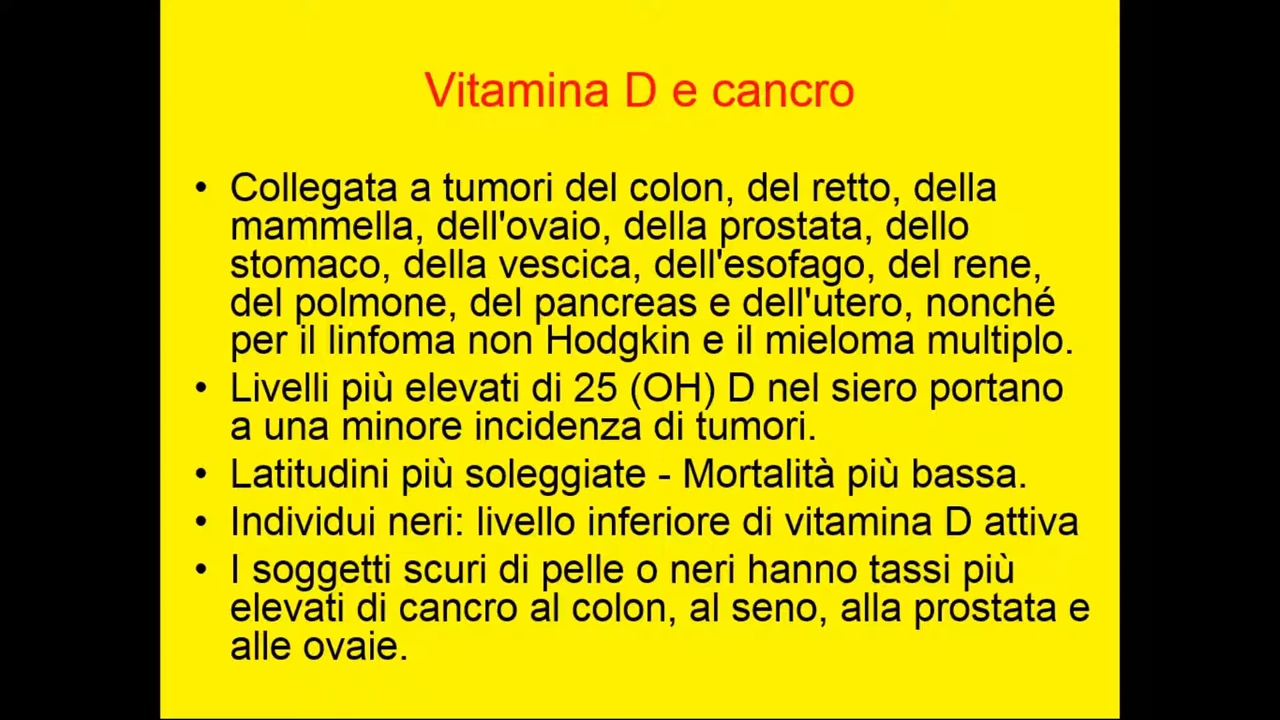 Vitamina D e cancro
• Collegata a tumori del colon, del retto, della
mammella, dell'ovaio, della prostata, dello
stomaco, della vescica, dell'esofago, del rene,
del polmone, del pancreas e dell'utero, nonché
per il linfoma non Hodgkin e il mieloma multiplo.
• Livelli più elevati di 25 (OH) D nel siero portano
a una minore incidenza di tumori.
• Latitudini più soleggiate - Mortalità più bassa.
• Individui neri: livello inferiore di vitamina D attiva
• I soggetti scuri di pelle o neri hanno tassi più
elevati di cancro al colon, al seno, alla prostata e
alle ovaie.